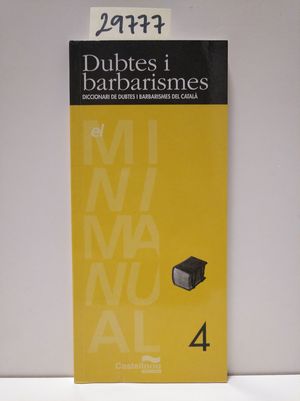 29777
Dubtes i
barbarismes
DICCIONARI DE DUBTES I BARBARISMES DEL CATALÀ
el
MI
NI
MA
NU
AL
4
Castellnou